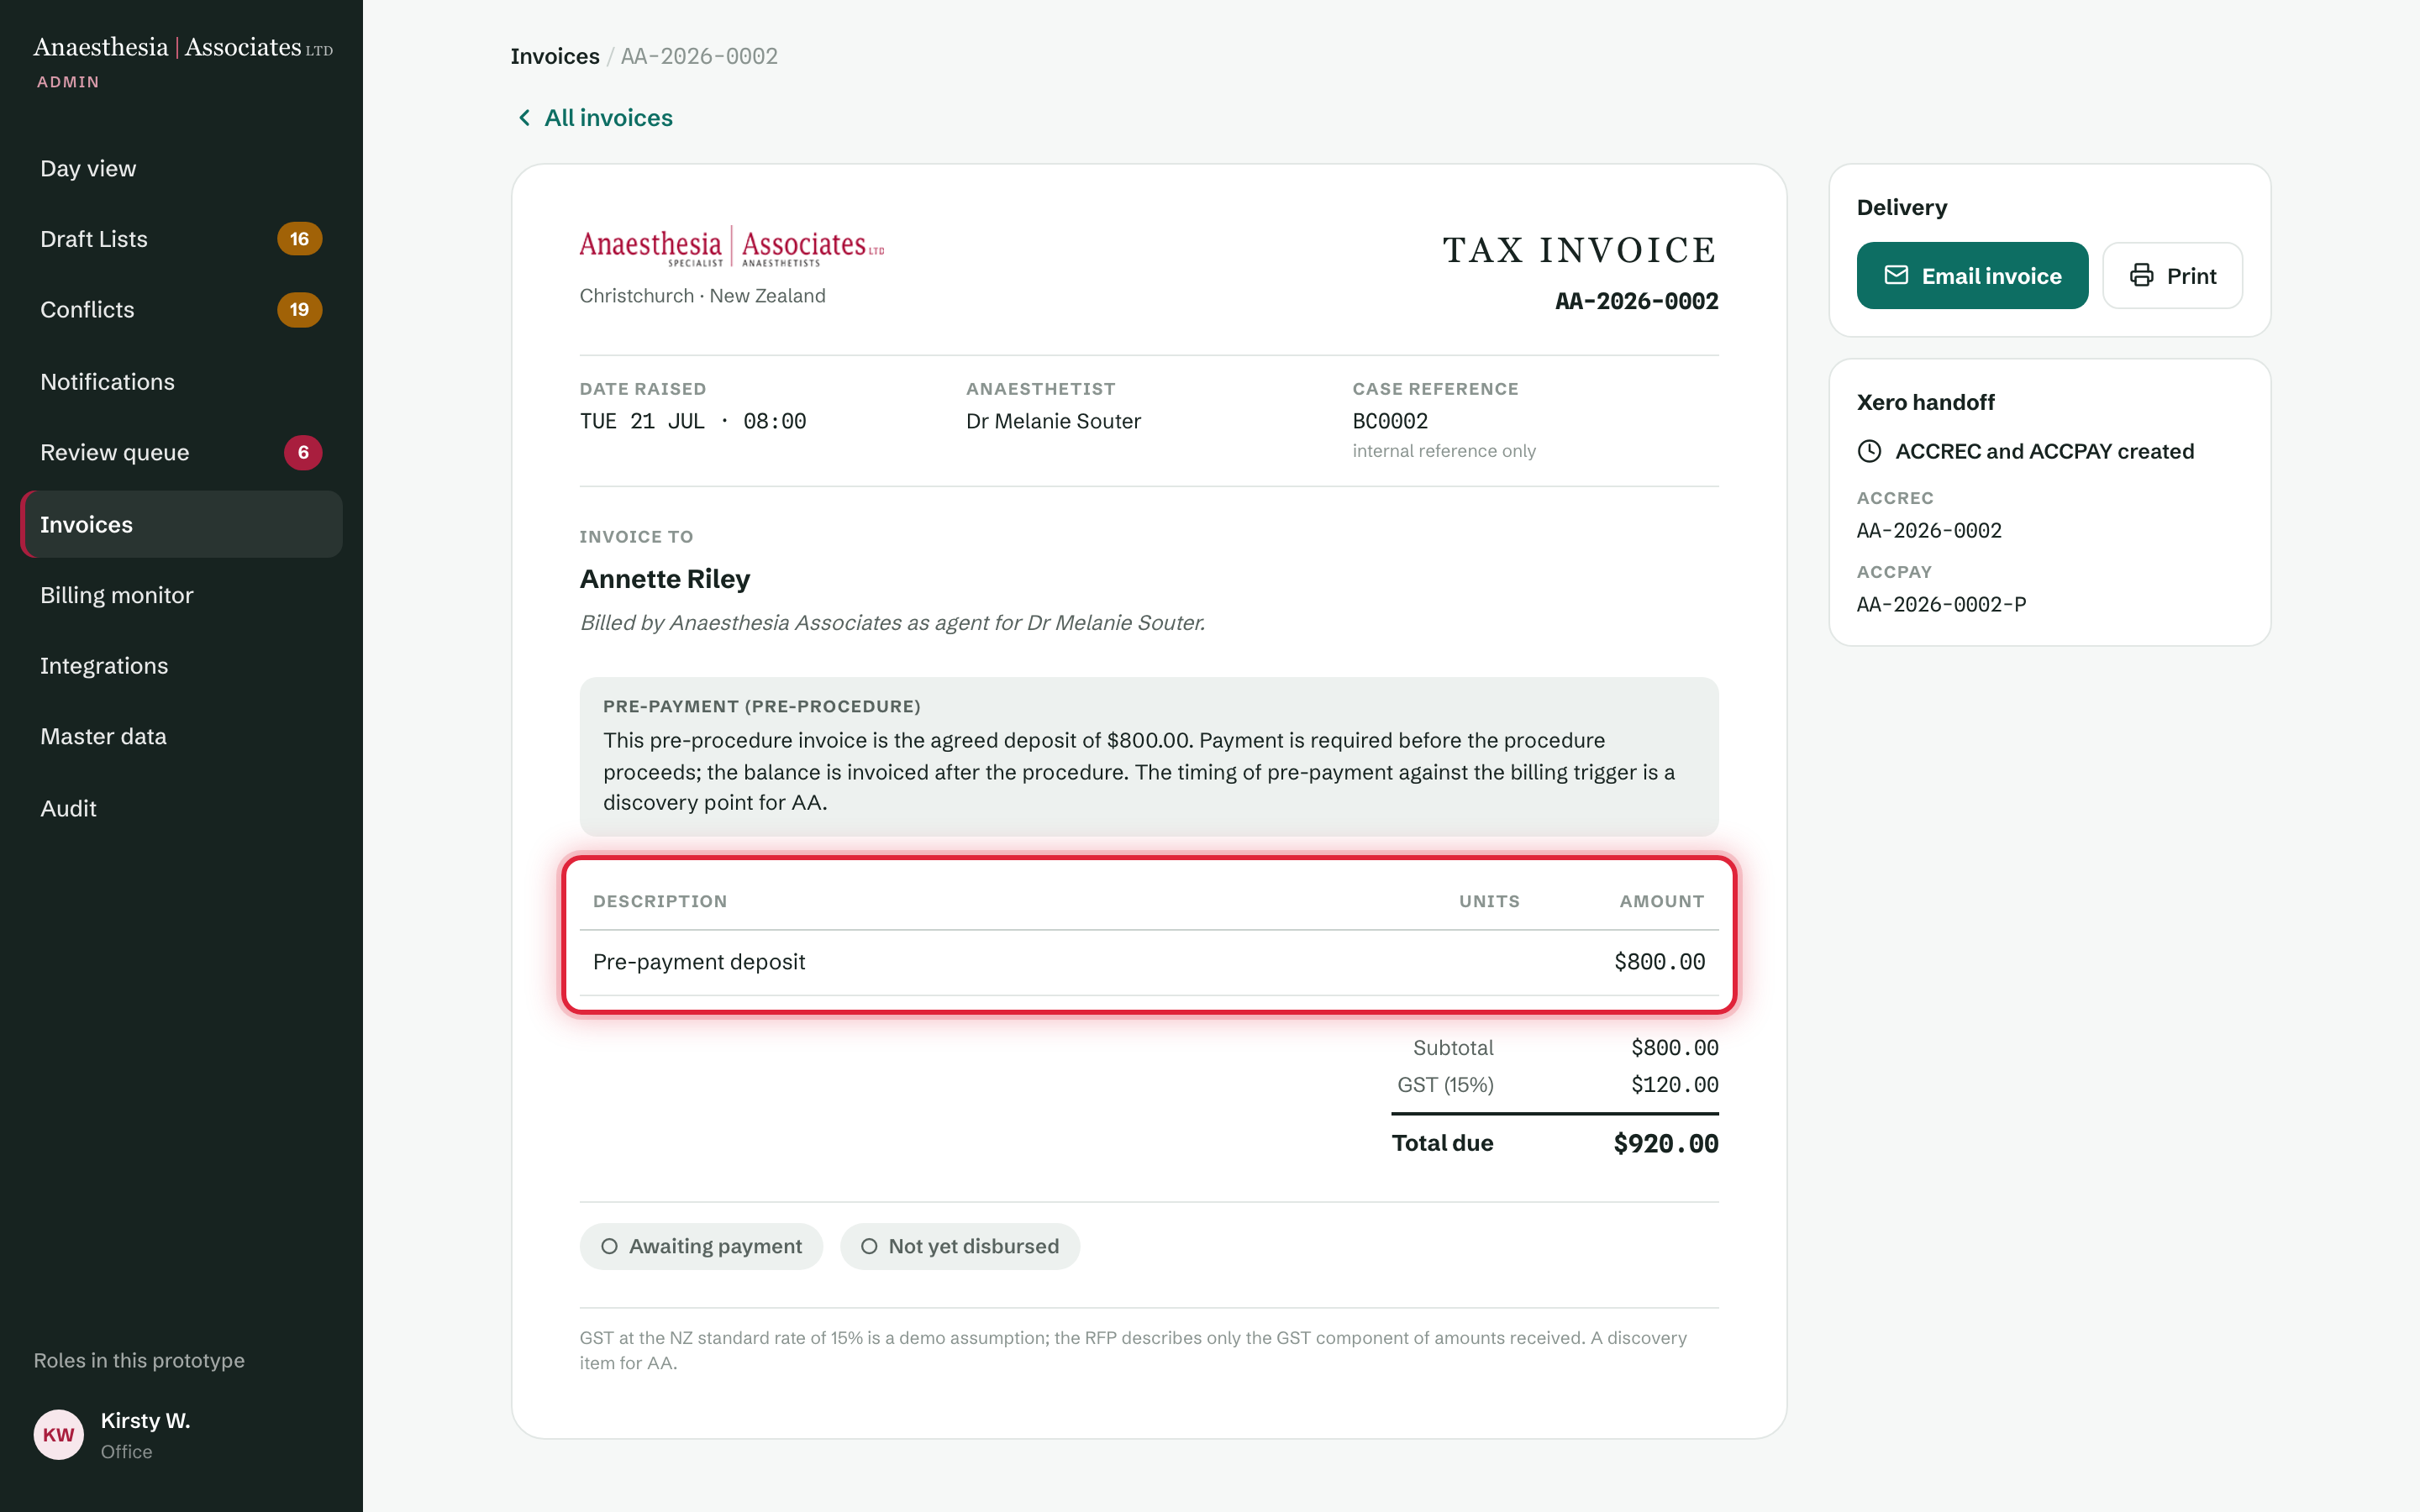 Anaesthesia | Associates LTD
ADMIN
Day view
Draft Lists 16
Conflicts 19
Notifications
Review queue 6
Invoices
Billing monitor
Integrations
Master data
Audit
Roles in this prototype
KW
Kirsty W.
Office
Invoices / AA-2026-0002
All invoices
Anaesthesia | Associates LTD
SPECIALIST ANAESTHETISTS
Christchurch · New Zealand
TAX INVOICE
AA-2026-0002
DATE RAISED
TUE 21 JUL · 08:00
ANAESTHETIST
Dr Melanie Souter
CASE REFERENCE
BC0002
internal reference only
INVOICE TO
Annette Riley
Billed by Anaesthesia Associates as agent for Dr Melanie Souter.
PRE-PAYMENT (PRE-PROCEDURE)
This pre-procedure invoice is the agreed deposit of $800.00. Payment is required before the procedure
proceeds; the balance is invoiced after the procedure. The timing of pre-payment against the billing trigger is a
discovery point for AA.
DESCRIPTION UNITS AMOUNT
Pre-payment deposit $800.00
Subtotal $800.00
GST (15%) $120.00
Total due $920.00
Awaiting payment Not yet disbursed
GST at the NZ standard rate of 15% is a demo assumption; the RFP describes only the GST component of amounts received. A discovery
item for AA.
Delivery
Email invoice Print
Xero handoff
ACCREC and ACCPAY created
ACCREC
AA-2026-0002
ACCPAY
AA-2026-0002-P